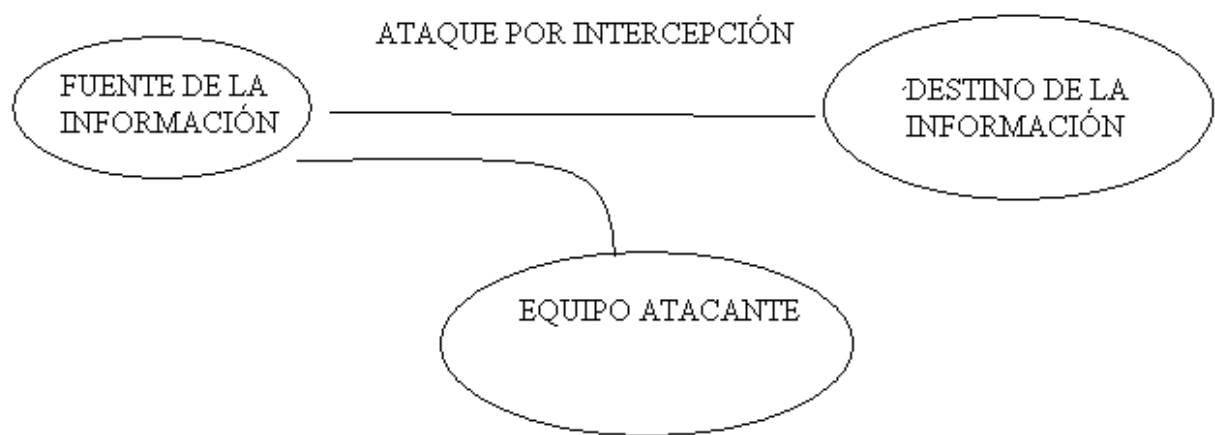 ATAQUE POR INTERCEPCIÓN
FUENTE DE LA
INFORMACIÓN
DESTINO DE LA
INFORMACIÓN
EQUIPO ATACANTE